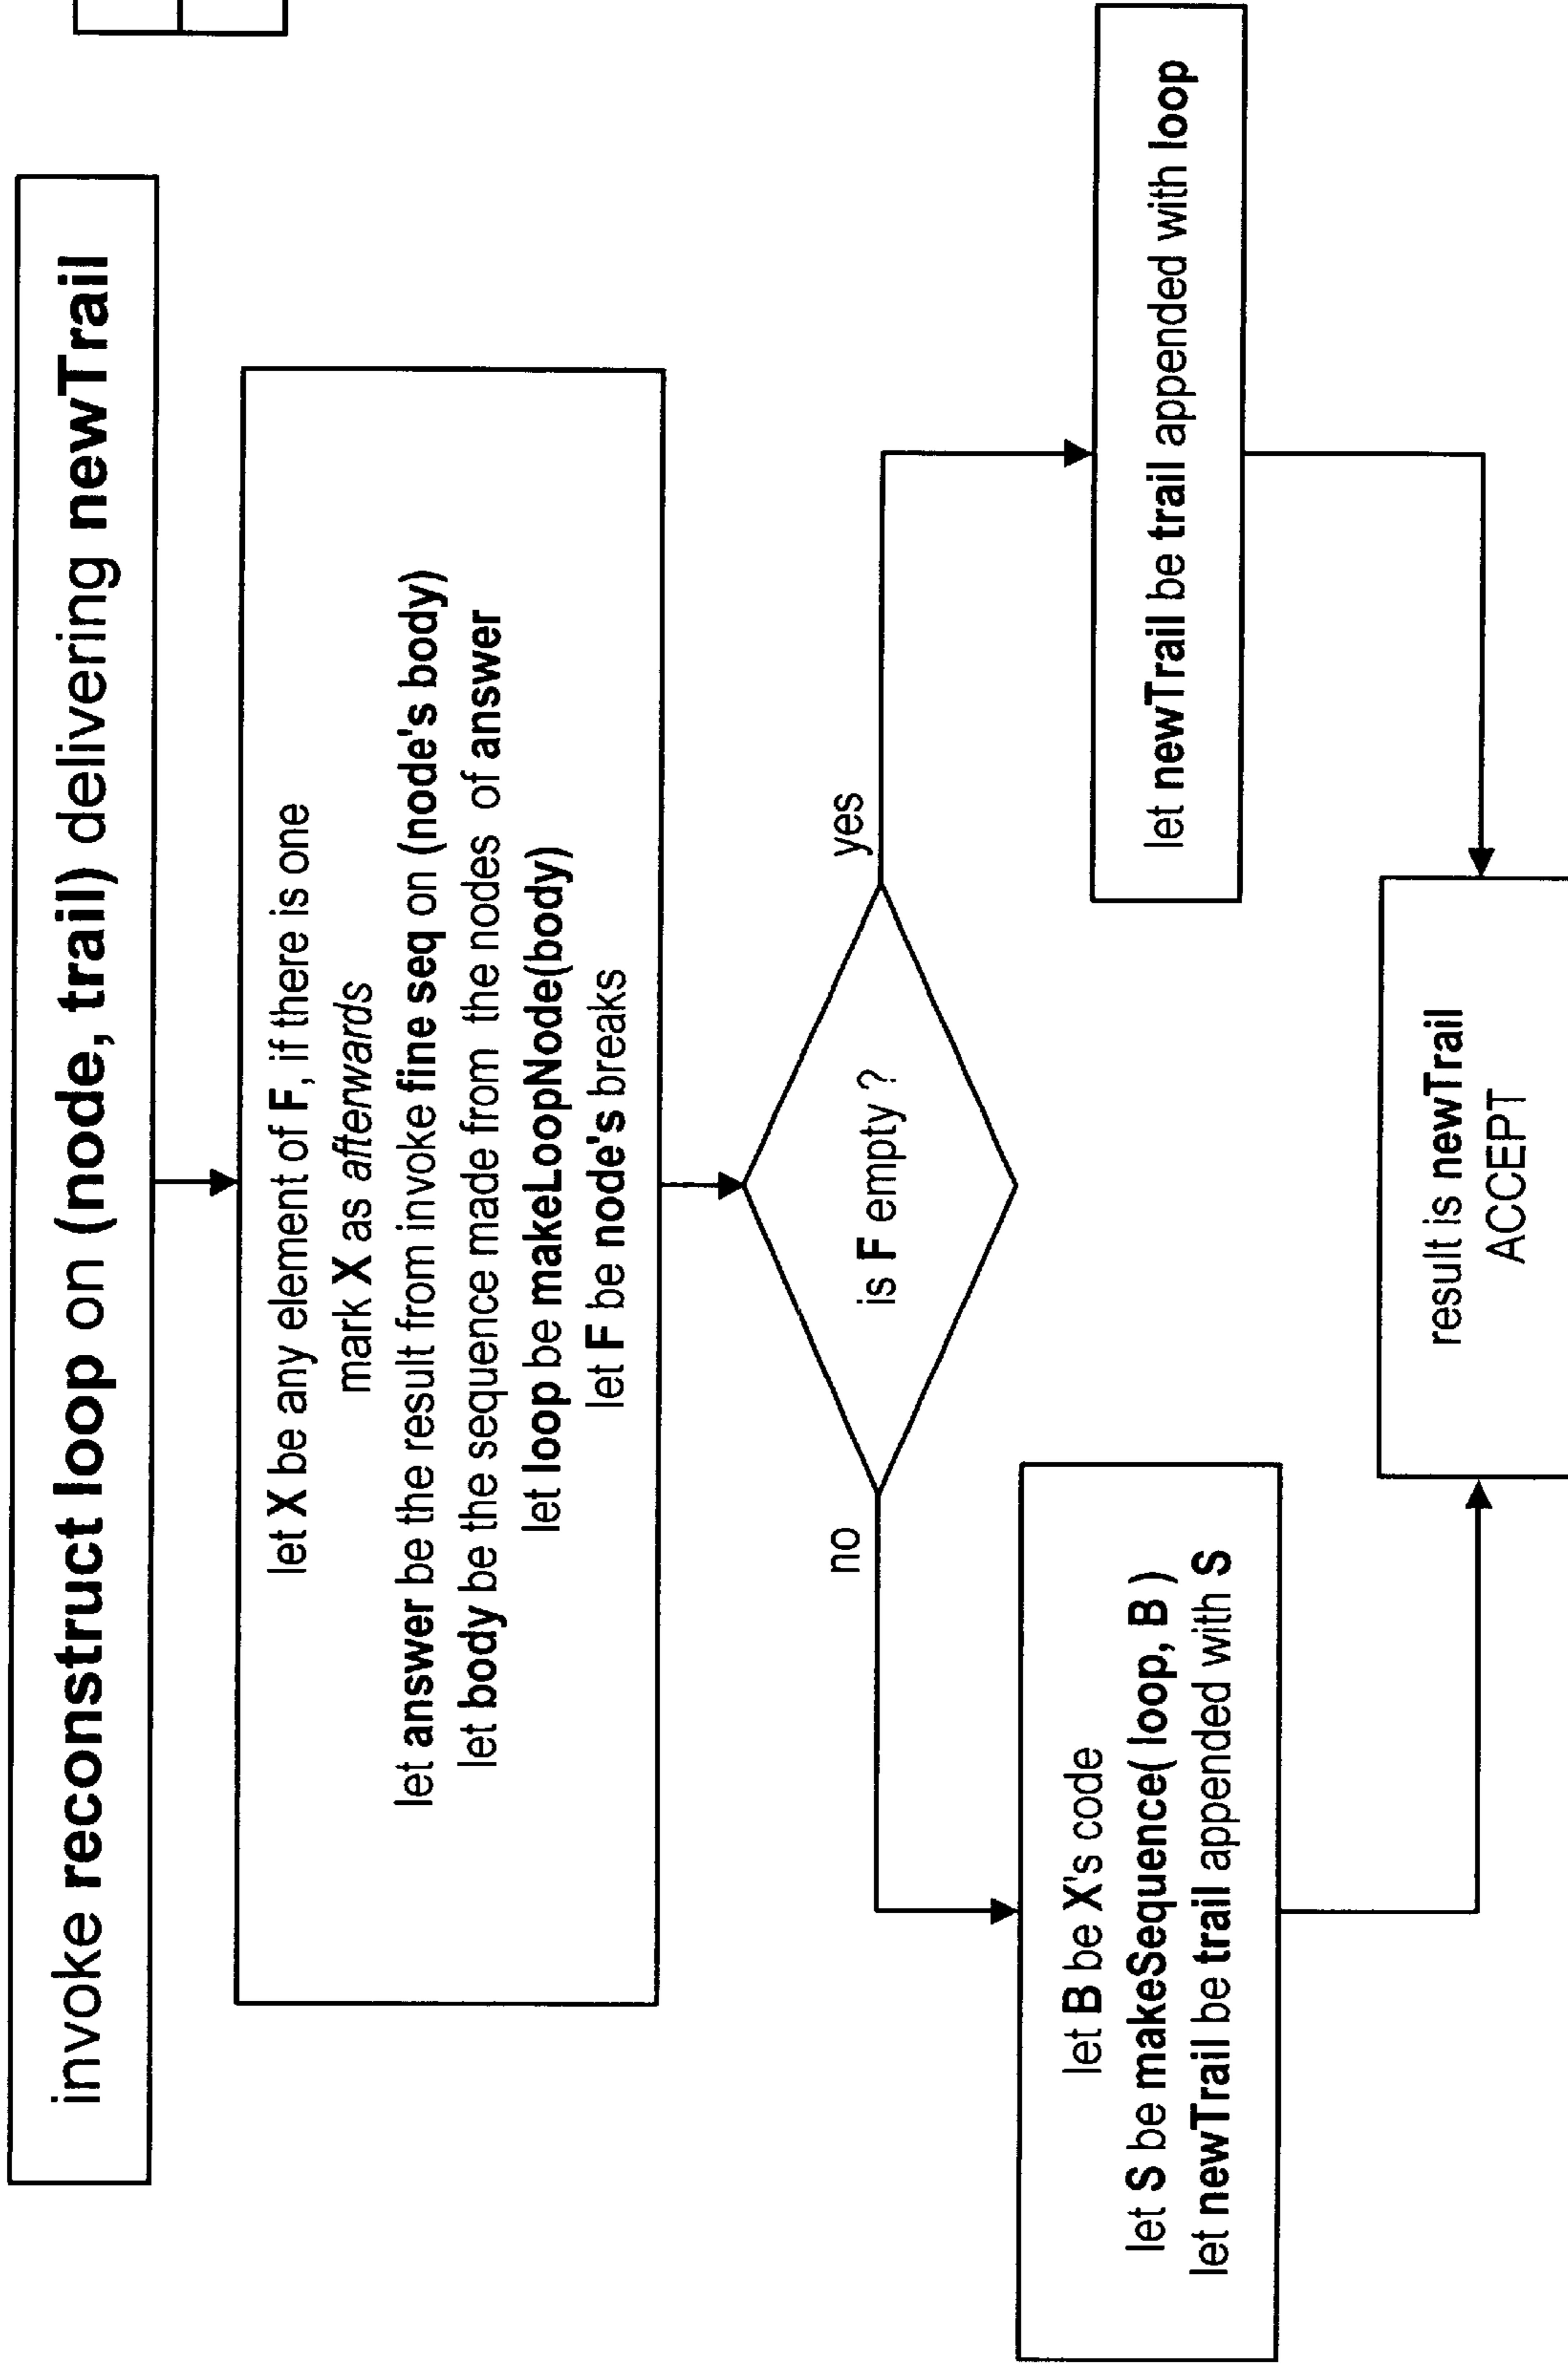 invoke reconstruct loop on (node, trail) delivering newTrail
let X be any element of F, if there is one
mark X as afterwards
let answer be the result from invoke fine seq on (node's body)
let body be the sequence made from the nodes of answer
let loop be makeLoopNode(body)
let F be node's breaks
is F empty ?
no
yes
let B be X's code
let S be makeSequence( loop, B )
let newTrail be trail appended with S
let newTrail be trail appended with loop
result is newTrail
ACCEPT